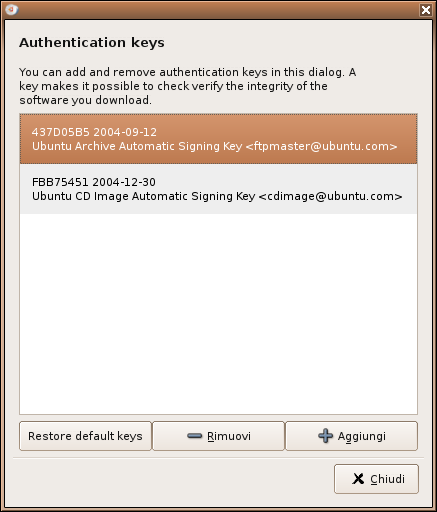 Authentication keys
You can add and remove authentication keys in this dialog. A
key makes it possible to check verify the integrity of the
software you download.
437D05B5 2004-09-12
Ubuntu Archive Automatic Signing Key <ftpmaster@ubuntu.com>
FBB75451 2004-12-30
Ubuntu CD Image Automatic Signing Key <cdimage@ubuntu.com>
Restore default keys
Rimuovi
Aggiungi
Chiudi